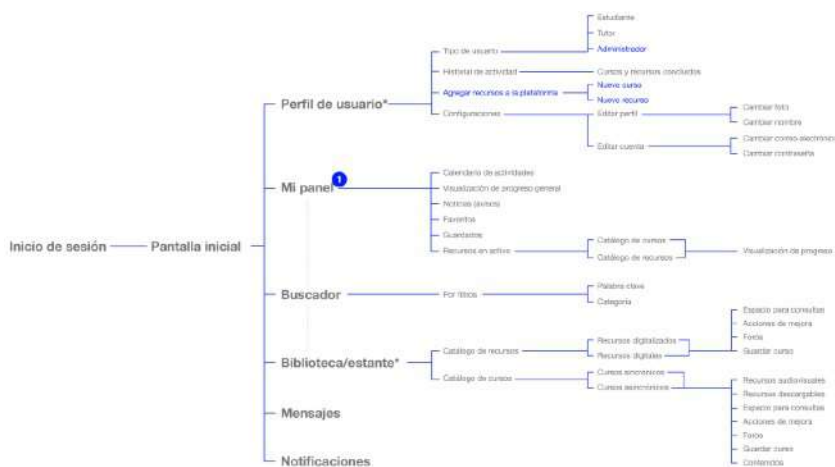 Inicio de sesión
Pantalla inicial
Perfil de usuario*
Tipo de usuario
Estudiante
Tutor
Administrador
Historial de actividad
Cursos y recursos concluidos
Agregar recursos a la plataforma
Nuevo curso
Nuevo recurso
Configuraciones
Editar perfil
Cambiar foto
Cambiar nombre
Editar cuenta
Cambiar correo electrónico
Cambiar contraseña
Mi panel
1
Calendario de actividades
Visualización de progreso general
Noticias (avisos)
Favoritos
Guardados
Recursos en activo
Catálogo de cursos
Catálogo de recursos
Visualización de progreso
Buscador
Por filtros
Palabra clave
Categoría
Biblioteca/estante*
Catálogo de recursos
Recursos digitalizados
Recursos digitales
Espacio para consultas
Acciones de mejora
Foros
Guardar curso
Catálogo de cursos
Cursos sincrónicos
Cursos asincrónicos
Recursos audiovisuales
Recursos descargables
Espacio para consultas
Acciones de mejora
Foros
Guardar curso
Contenidos
Mensajes
Notificaciones